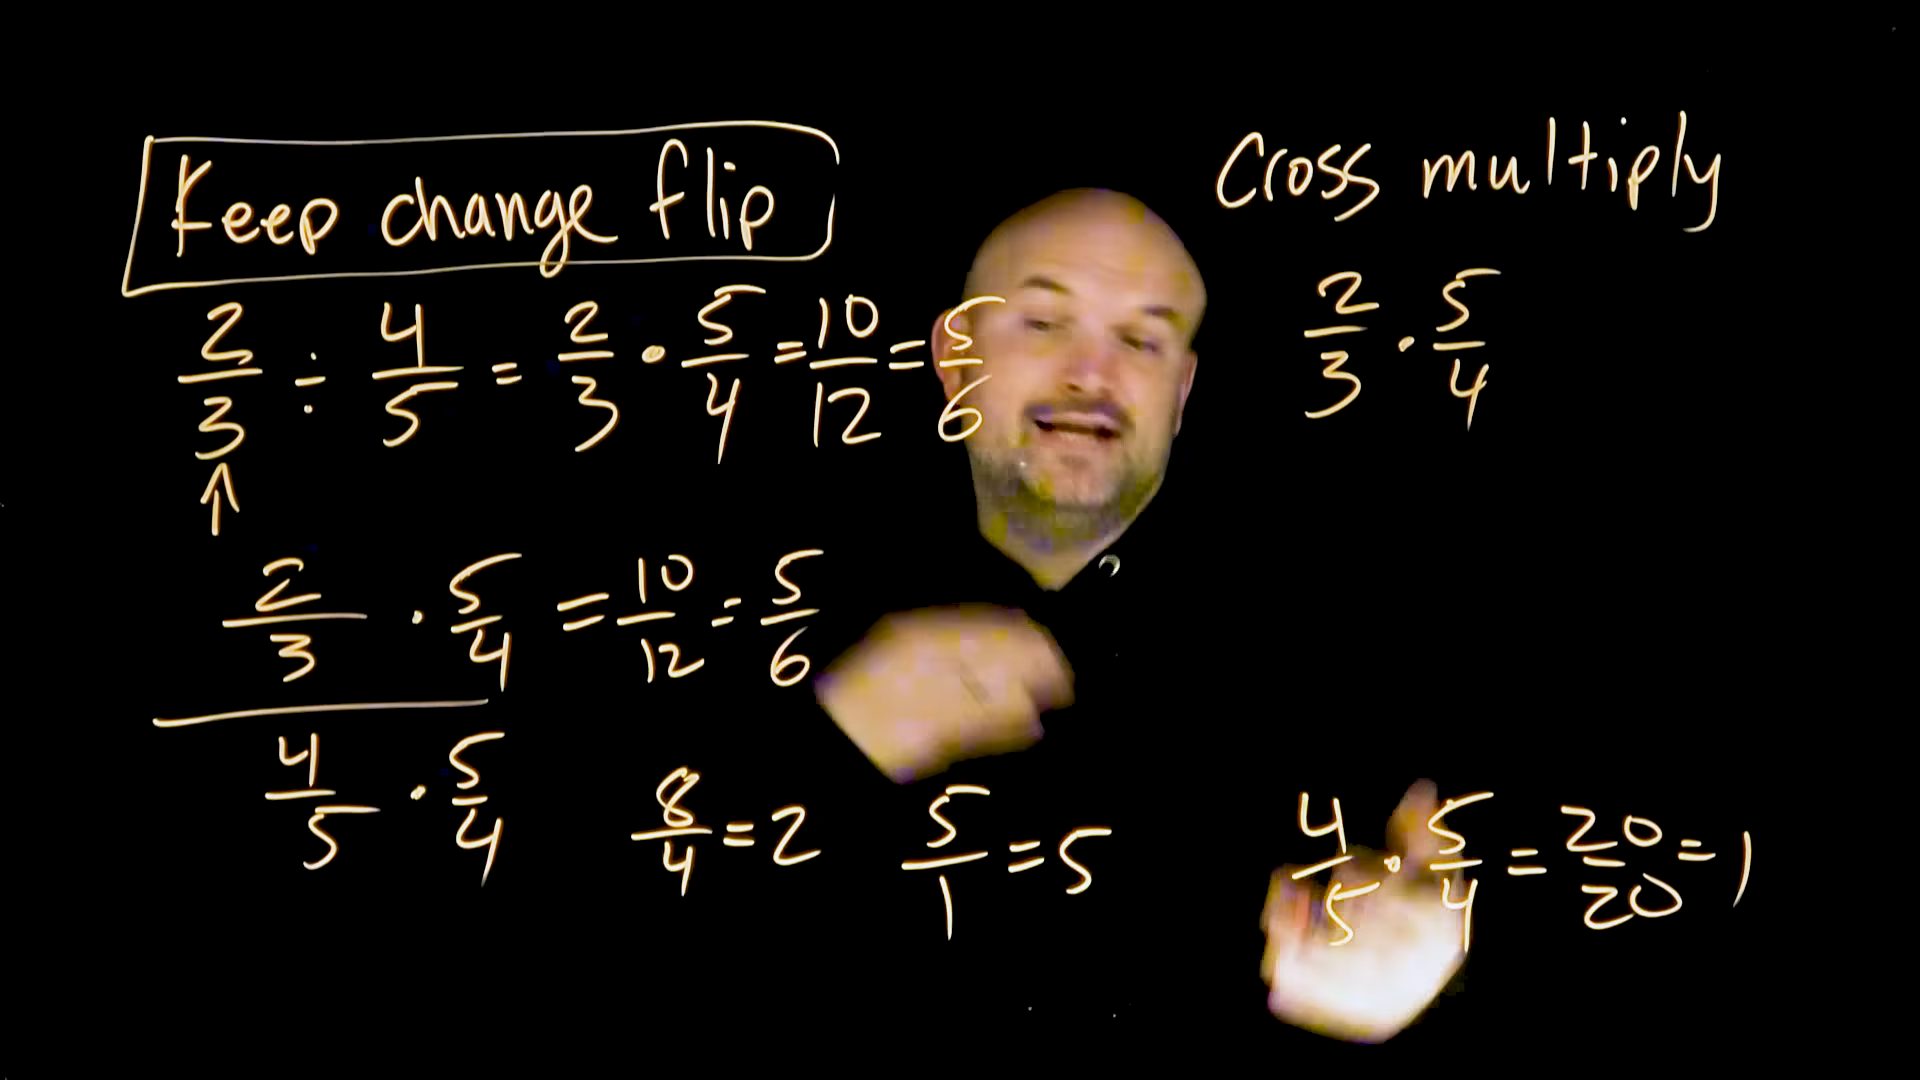 Keep change flip
2/3 ÷ 4/5 = 2/3 • 5/4 = 10/12 = 5/6
↑
2/3 · 5/4 = 10/12 = 5/6
4/5 · 5/4
8/4 = 2
5/1 = 5
Cross multiply
2/3 · 5/4
4/5 · 5/4 = 20/20 = 1